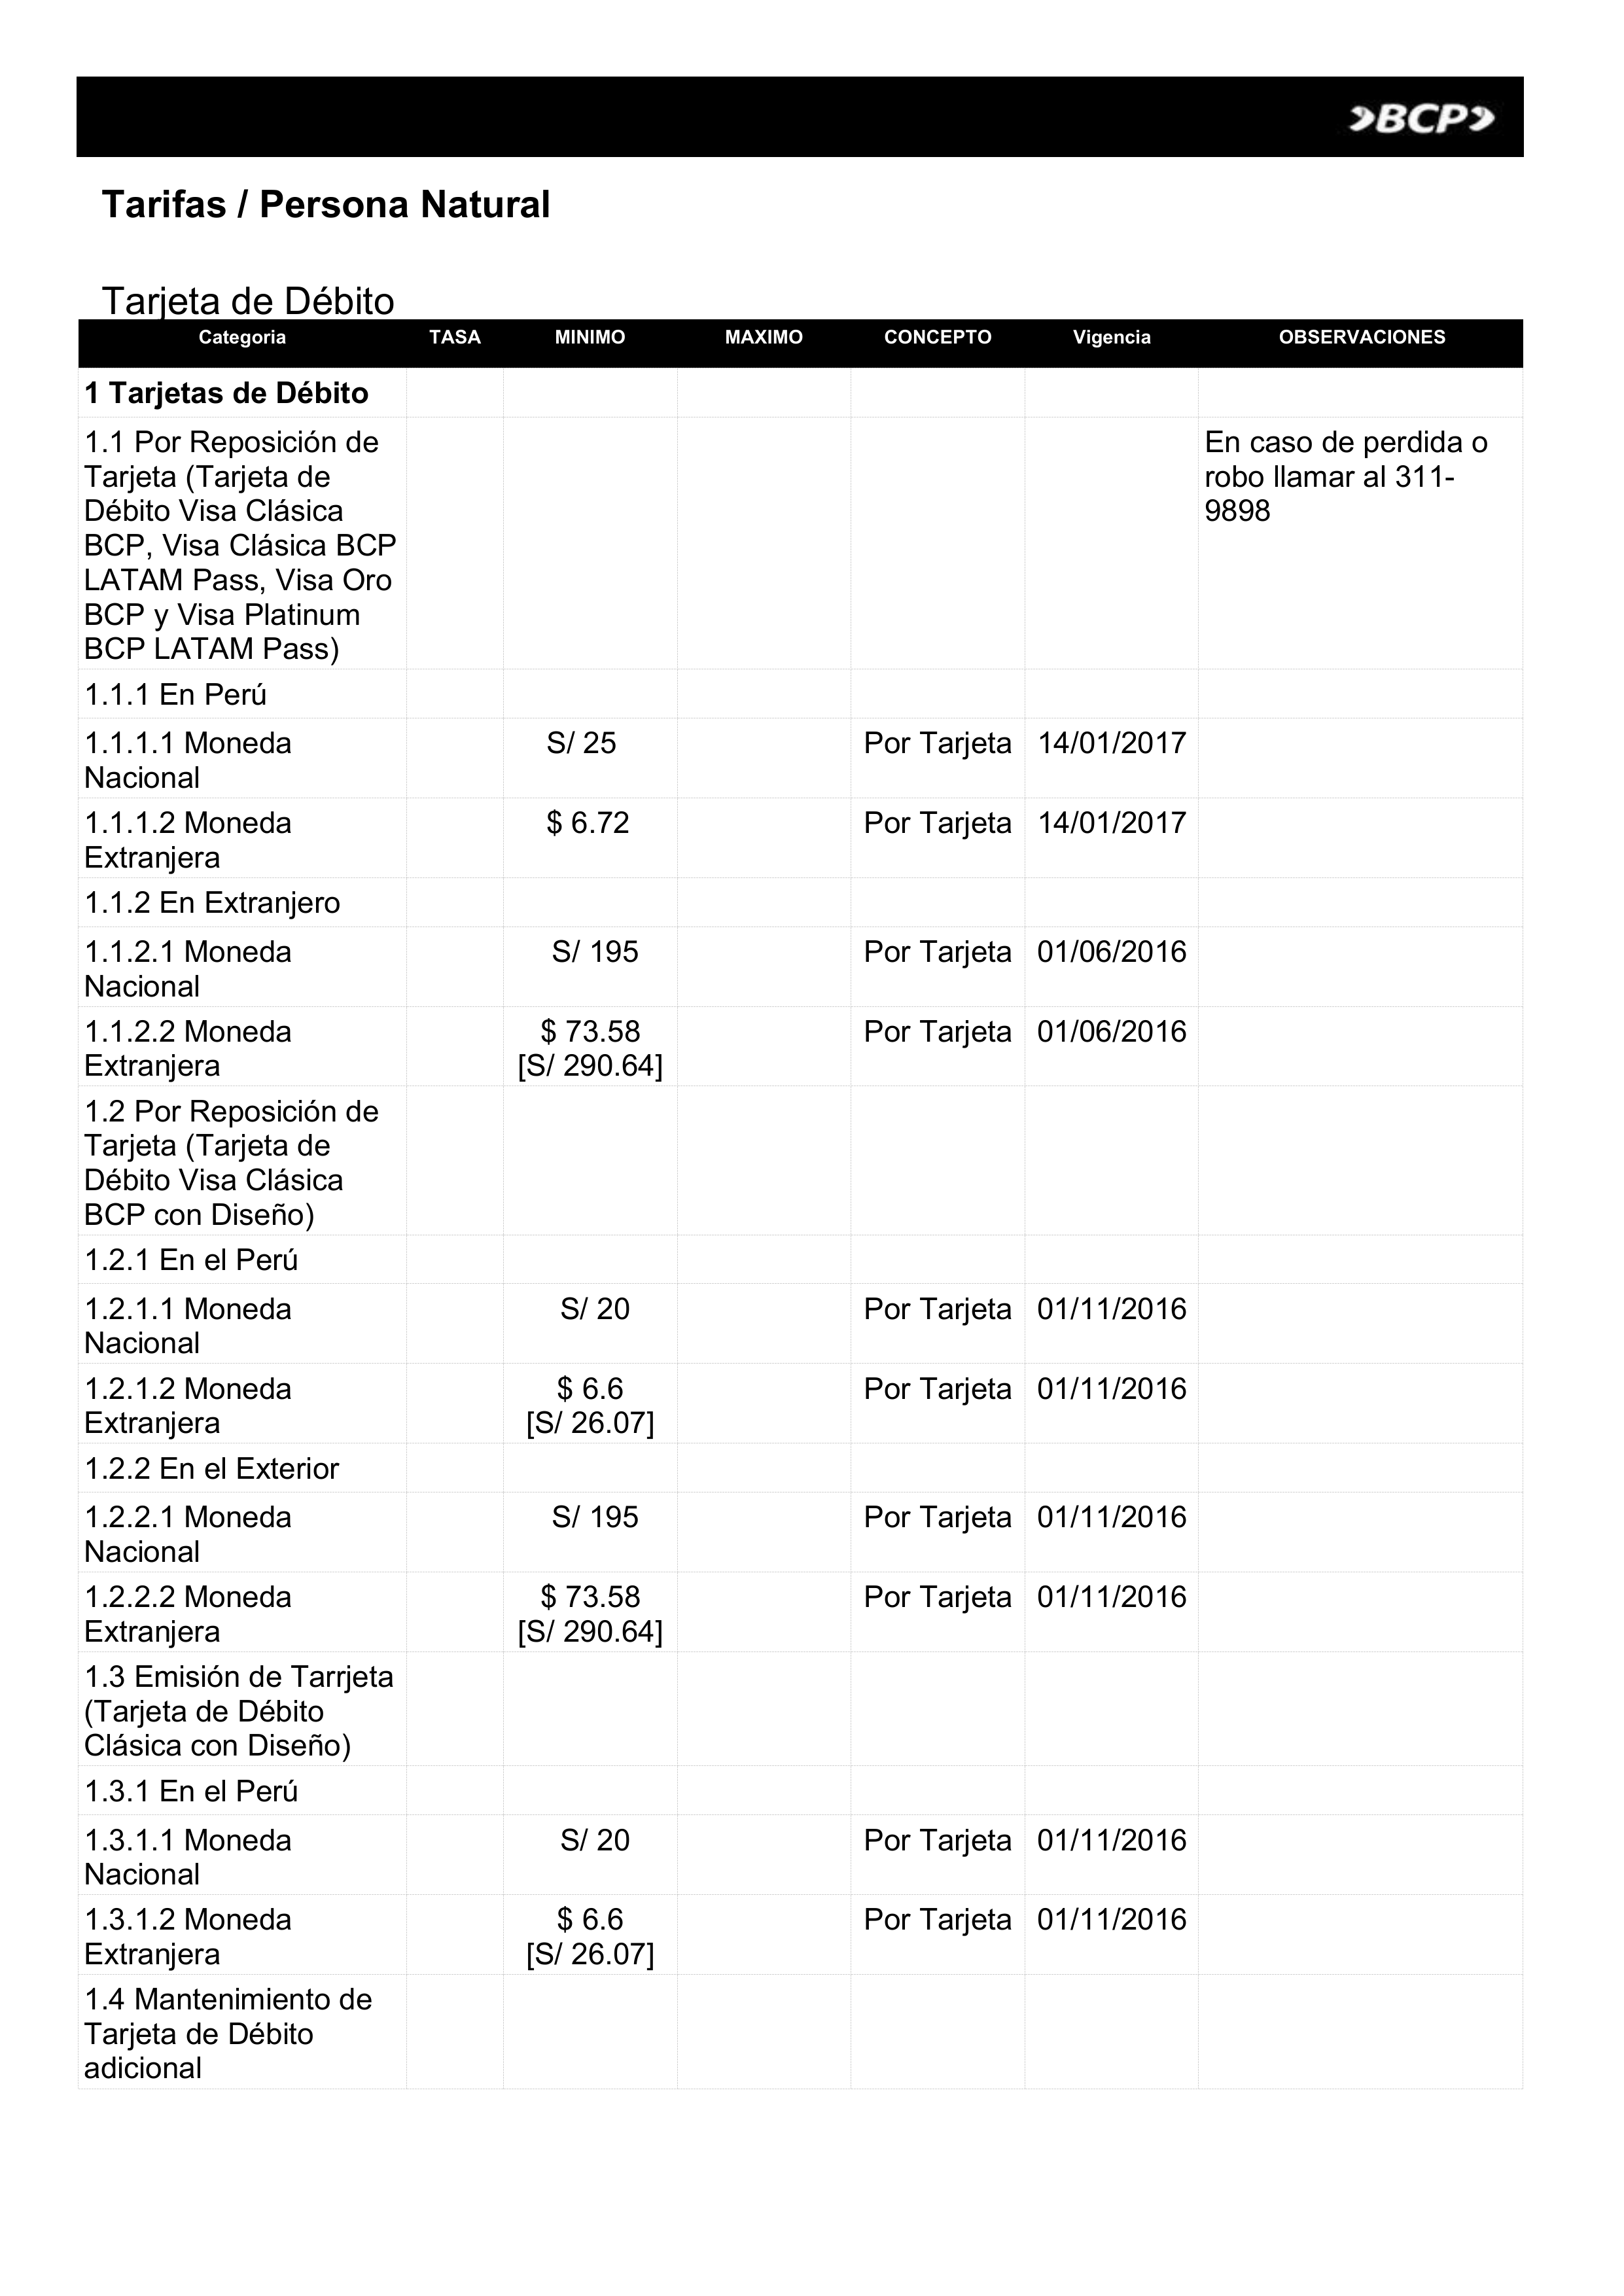 BCP
Tarifas / Persona Natural
Tarjeta de Débito
Categoria TASA MINIMO MAXIMO CONCEPTO Vigencia OBSERVACIONES
1 Tarjetas de Débito
1.1 Por Reposición de
Tarjeta (Tarjeta de
Débito Visa Clásica
BCP, Visa Clásica BCP
LATAM Pass, Visa Oro
BCP y Visa Platinum
BCP LATAM Pass)
En caso de perdida o
robo llamar al 311-
9898
1.1.1 En Perú
1.1.1.1 Moneda
Nacional
S/ 25
Por Tarjeta
14/01/2017
1.1.1.2 Moneda
Extranjera
$ 6.72
Por Tarjeta
14/01/2017
1.1.2 En Extranjero
1.1.2.1 Moneda
Nacional
S/ 195
Por Tarjeta
01/06/2016
1.1.2.2 Moneda
Extranjera
$ 73.58
[S/ 290.64]
Por Tarjeta
01/06/2016
1.2 Por Reposición de
Tarjeta (Tarjeta de
Débito Visa Clásica
BCP con Diseño)
1.2.1 En el Perú
1.2.1.1 Moneda
Nacional
S/ 20
Por Tarjeta
01/11/2016
1.2.1.2 Moneda
Extranjera
$ 6.6
[S/ 26.07]
Por Tarjeta
01/11/2016
1.2.2 En el Exterior
1.2.2.1 Moneda
Nacional
S/ 195
Por Tarjeta
01/11/2016
1.2.2.2 Moneda
Extranjera
$ 73.58
[S/ 290.64]
Por Tarjeta
01/11/2016
1.3 Emisión de Tarrjeta
(Tarjeta de Débito
Clásica con Diseño)
1.3.1 En el Perú
1.3.1.1 Moneda
Nacional
S/ 20
Por Tarjeta
01/11/2016
1.3.1.2 Moneda
Extranjera
$ 6.6
[S/ 26.07]
Por Tarjeta
01/11/2016
1.4 Mantenimiento de
Tarjeta de Débito
adicional